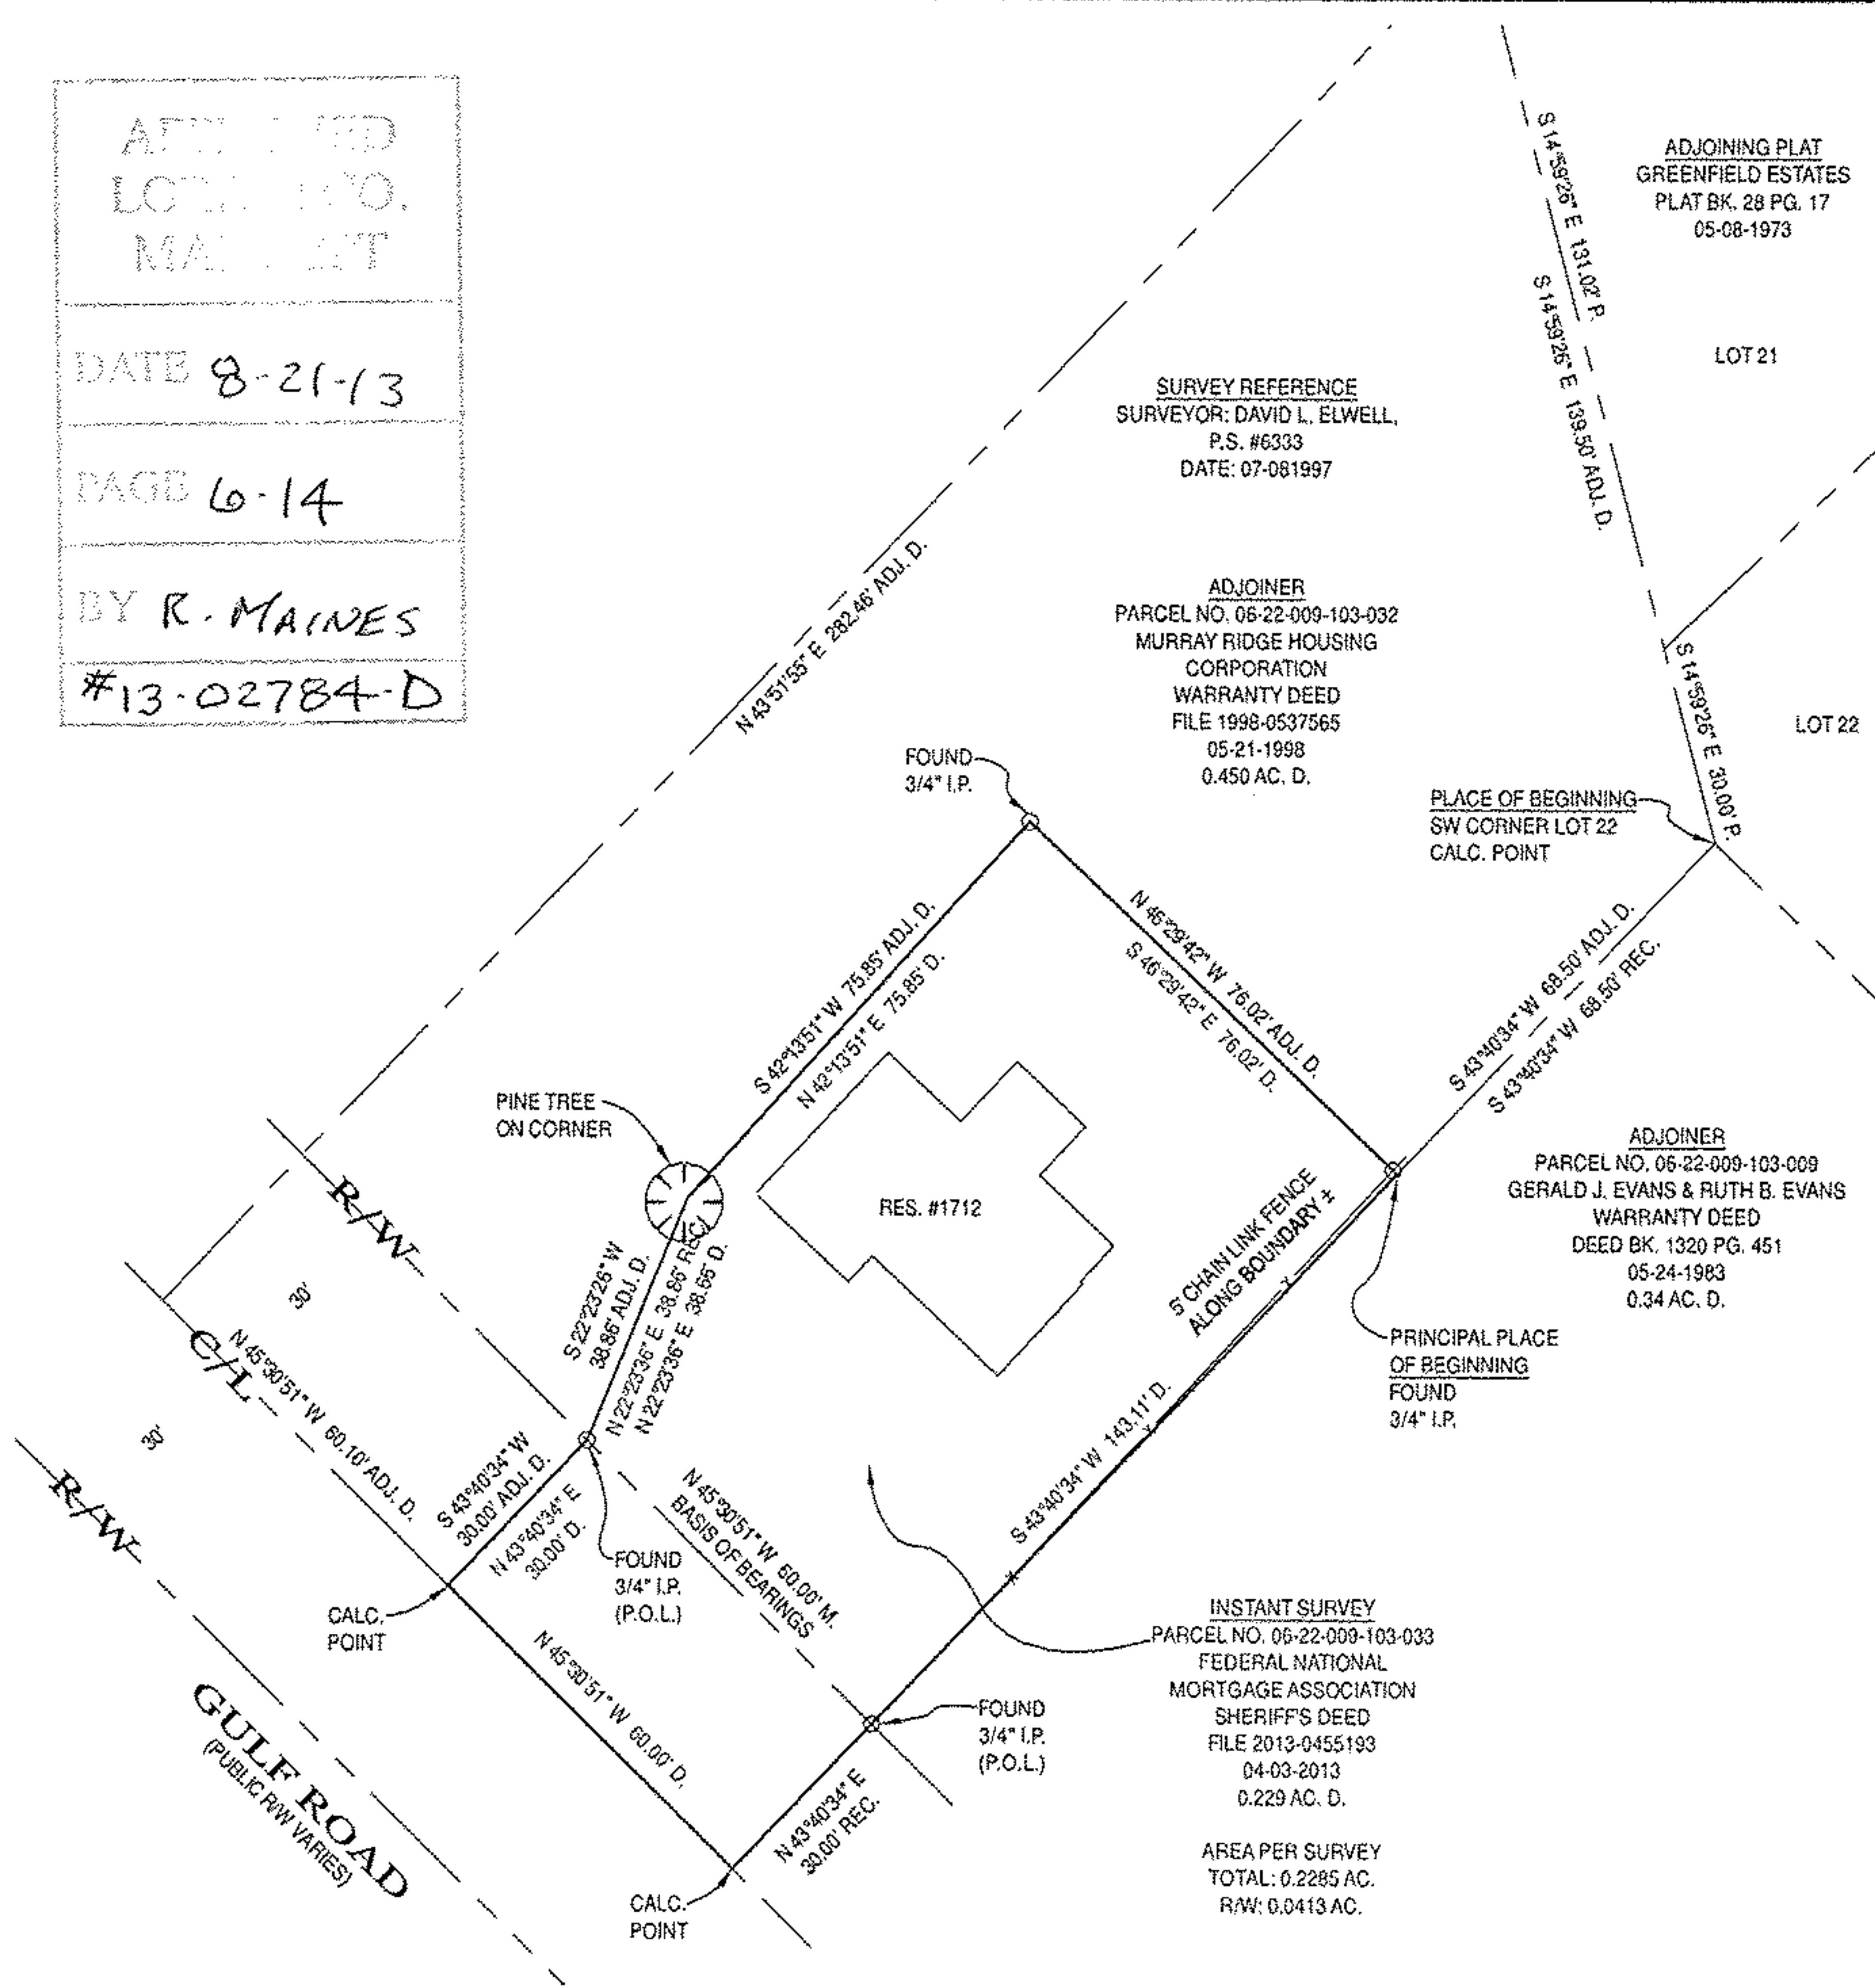 DATE 8-21-13
PAGE 6-14
BY R. MAINES
#13-02784-D
S 14°59'26" E 131.02' P.
S 14°59'26" E 139.50' ADJ. D.
ADJOINING PLAT
GREENFIELD ESTATES
PLAT BK. 28 PG. 17
05-08-1973
LOT 21
SURVEY REFERENCE
SURVEYOR: DAVID L. ELWELL,
P.S. #6333
DATE: 07-081997
N 43°51'55" E 282.46' ADJ. D.
ADJOINER
PARCEL NO. 06-22-009-103-032
MURRAY RIDGE HOUSING
CORPORATION
WARRANTY DEED
FILE 1998-0537565
05-21-1998
0.450 AC. D.
LOT 22
S 14°59'26" E 30.00' P.
FOUND
3/4" I.P.
PLACE OF BEGINNING
SW CORNER LOT 22
CALC. POINT
S 42°13'51" W 75.85' ADJ. D.
N 42°13'51" E 75.85' D.
N 46°29'42" W 76.02' ADJ. D.
S 46°29'42" E 76.02' D.
S 43°40'34" W 68.50' ADJ. D.
S 43°40'34" W 68.50' REC.
PINE TREE
ON CORNER
RES. #1712
ADJOINER
PARCEL NO. 06-22-009-103-009
GERALD J. EVANS & RUTH B. EVANS
WARRANTY DEED
DEED BK. 1320 PG. 451
05-24-1983
0.34 AC. D.
5' CHAIN LINK FENCE
ALONG BOUNDARY ±
R/W
30'
S 22°23'26" W
38.86' ADJ. D.
N 22°23'36" E 38.86' REC.
N 22°23'36" E 38.66' D.
PRINCIPAL PLACE
OF BEGINNING
FOUND
3/4" I.P.
C/L
N 45°30'51" W 60.10' ADJ. D.
30'
R/W
S 43°40'34" W
30.00' ADJ. D.
N 43°40'34" E
30.00' D.
FOUND
3/4" I.P.
(P.O.L.)
N 45°30'51" W 60.00' M.
BASIS OF BEARINGS
S 43°40'34" W 143.11' D.
CALC.
POINT
N 45°30'51" W 60.00' D.
INSTANT SURVEY
PARCEL NO. 06-22-009-103-033
FEDERAL NATIONAL
MORTGAGE ASSOCIATION
SHERIFF'S DEED
FILE 2013-0455193
04-03-2013
0.229 AC. D.
FOUND
3/4" I.P.
(P.O.L.)
GULF ROAD
(PUBLIC R/W VARIES)
N 43°40'34" E
30.00' REC.
AREA PER SURVEY
TOTAL: 0.2285 AC.
R/W: 0.0413 AC.
CALC.
POINT